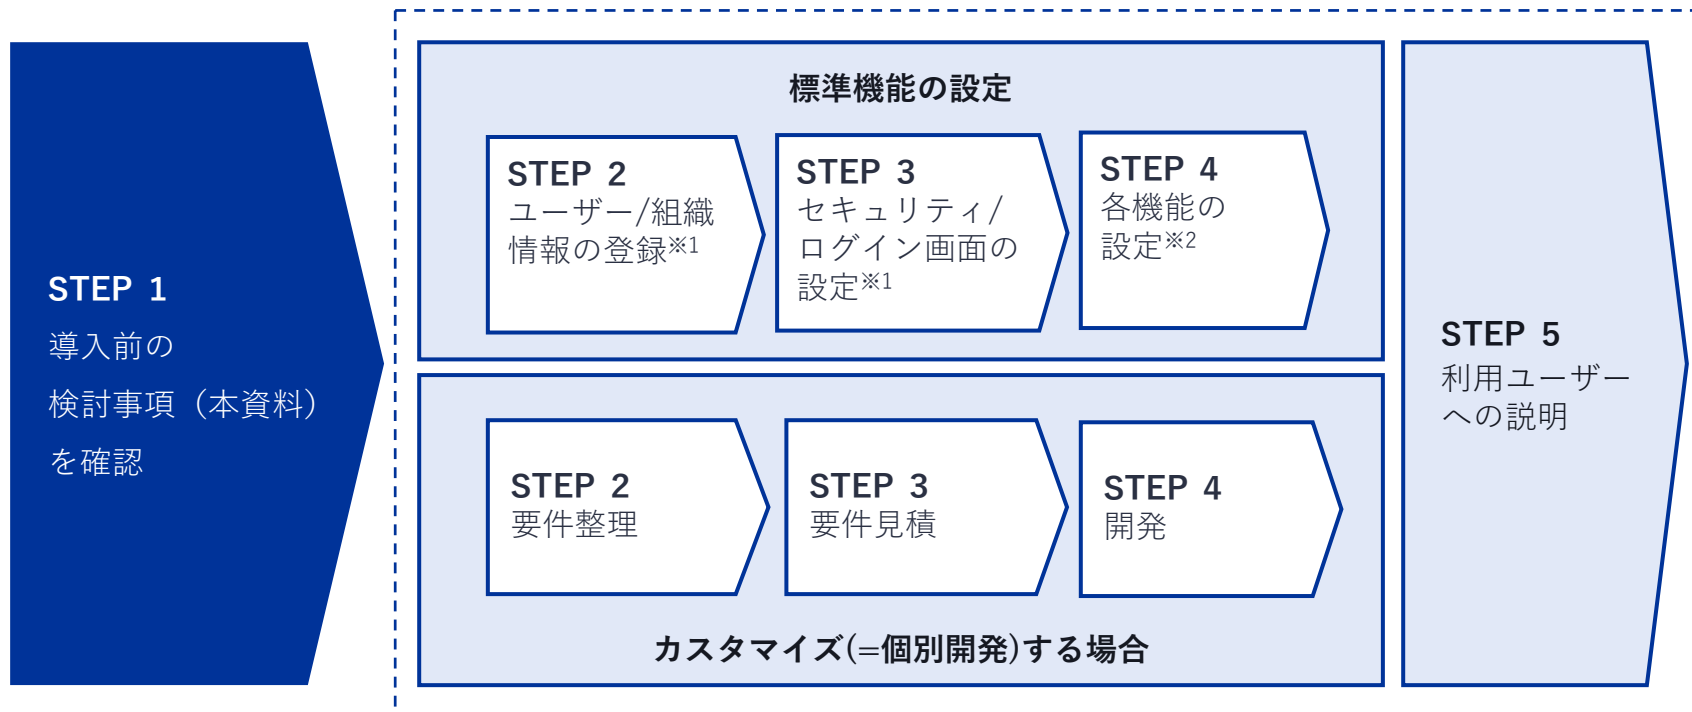 STEP 1
導入前の
検討事項（本資料）
を確認
標準機能の設定
STEP 2
ユーザー/組織
情報の登録※1
STEP 3
セキュリティ/
ログイン画面の
設定※1
STEP 4
各機能の
設定※2
STEP 2
要件整理
STEP 3
要件見積
STEP 4
開発
カスタマイズ(=個別開発)する場合
STEP 5
利用ユーザー
への説明